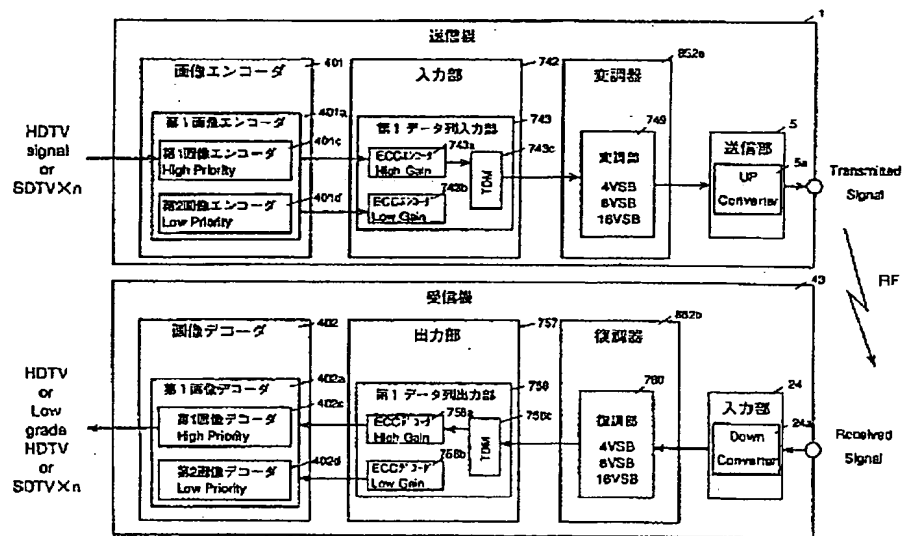 1
送信機
画像エンコーダ
401
入力部
742
変調器
852a
HDTV
signal
or
SDTV×n
401a
第1画像エンコーダ
第1画像エンコーダ
High Priority
401c
第2画像エンコーダ
Low Priority
401d
第1データ列入力部
743
ECCエンコーダ
High Gain
743a
743c
TDM
743b
ECCエンコーダ
Low Gain
749
変調部
4VSB
8VSB
16VSB
5
送信部
5a
UP
Converter
Transmitted
Signal
RF
43
受信機
画像デコーダ
402
出力部
757
復調器
852b
HDTV
or
Low
grade
HDTV
or
SDTV×n
第1画像デコーダ
402a
第1画像デコーダ
High Priority
402c
第2画像デコーダ
Low Priority
402d
第1データ列出力部
758
ECCデコーダ
High Gain
758a
758c
TDM
758b
ECCデコーダ
Low Gain
760
復調部
4VSB
8VSB
16VSB
24
入力部
24a
Down
Converter
Received
Signal